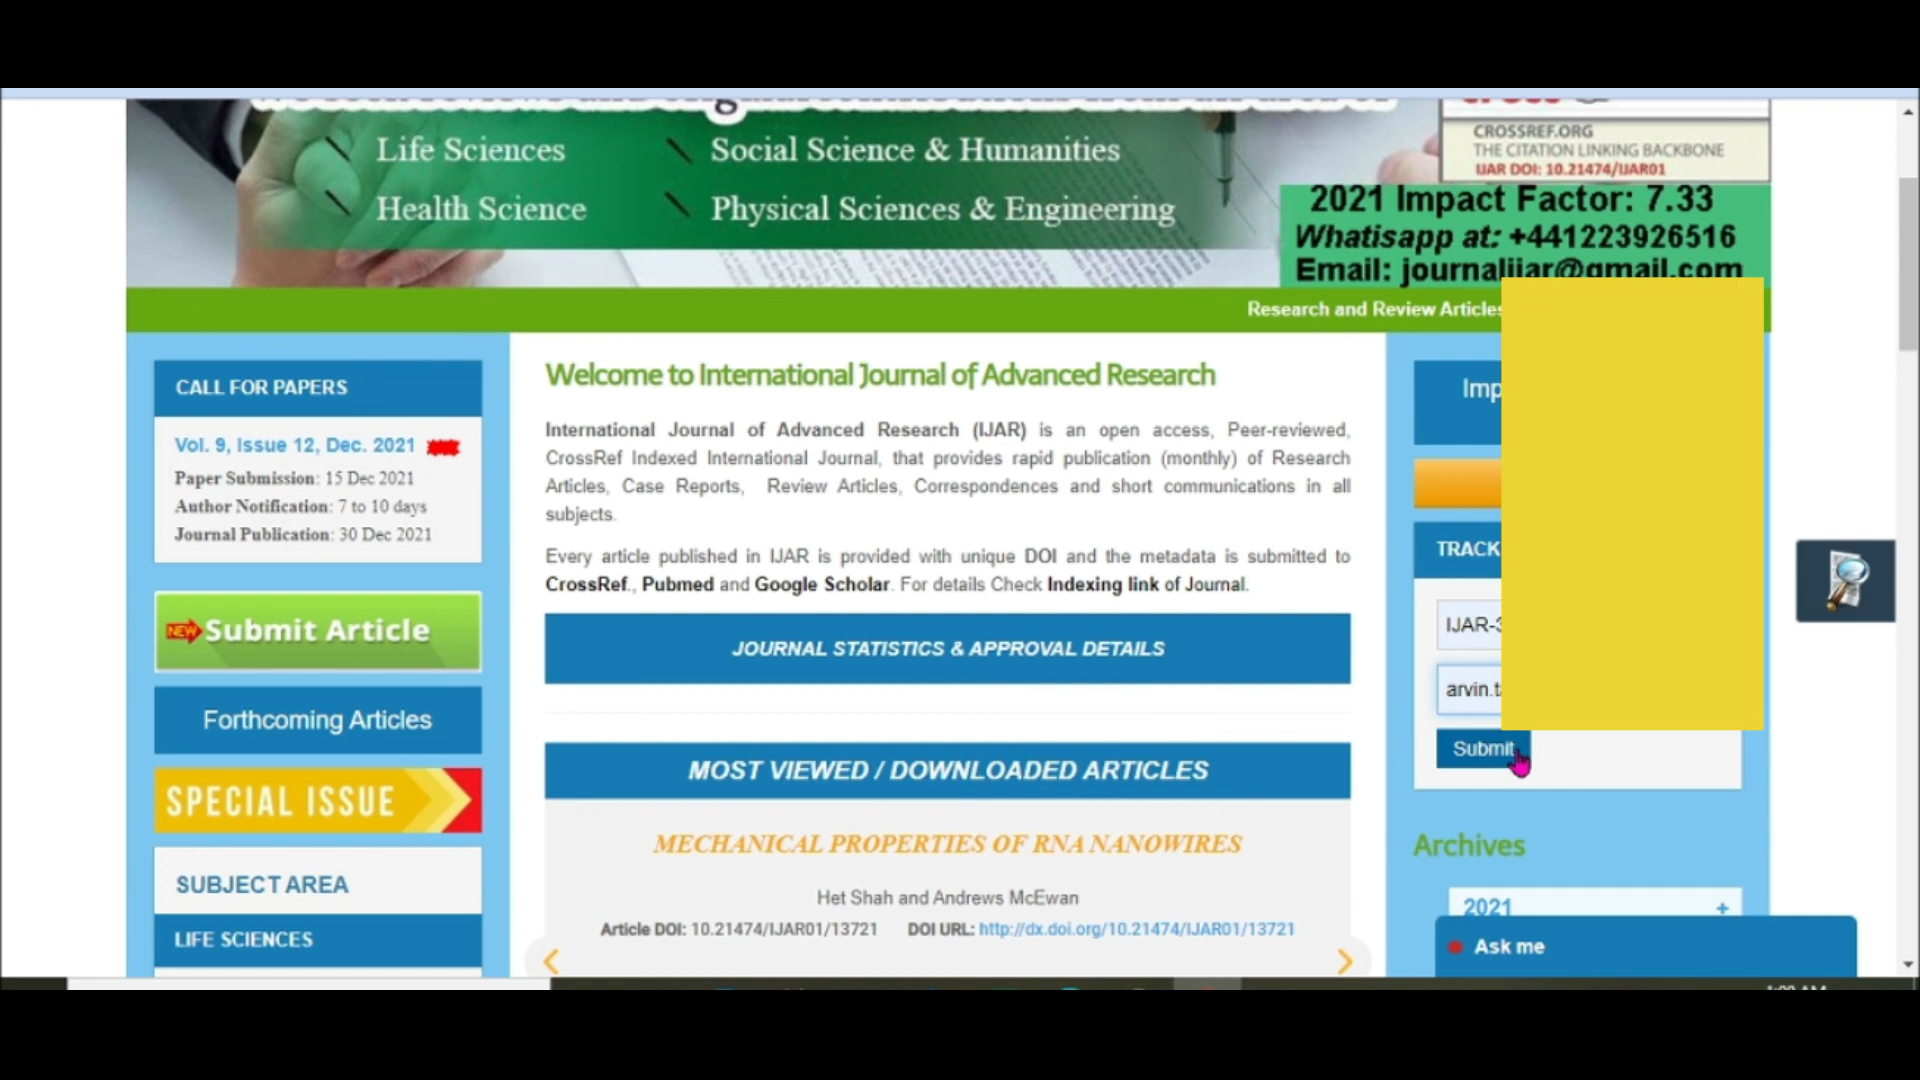 Life Sciences
Social Science & Humanities
Health Science
Physical Sciences & Engineering
CROSSREF.ORG
THE CITATION LINKING BACKBONE
IJAR DOI: 10.21474/IJAR01
2021 Impact Factor: 7.33
Whatisapp at: +441223926516
Email: journalijar@gmail.com
Research and Review Articles
CALL FOR PAPERS
Vol. 9, Issue 12, Dec. 2021
Paper Submission: 15 Dec 2021
Author Notification: 7 to 10 days
Journal Publication: 30 Dec 2021
NEW Submit Article
Forthcoming Articles
SPECIAL ISSUE
SUBJECT AREA
LIFE SCIENCES
Welcome to International Journal of Advanced Research
International Journal of Advanced Research (IJAR) is an open access, Peer-reviewed,
CrossRef Indexed International Journal, that provides rapid publication (monthly) of Research
Articles, Case Reports, Review Articles, Correspondences and short communications in all
subjects.
Every article published in IJAR is provided with unique DOI and the metadata is submitted to
CrossRef., Pubmed and Google Scholar. For details Check Indexing link of Journal.
JOURNAL STATISTICS & APPROVAL DETAILS
MOST VIEWED / DOWNLOADED ARTICLES
MECHANICAL PROPERTIES OF RNA NANOWIRES
Het Shah and Andrews McEwan
Article DOI: 10.21474/IJAR01/13721 DOI URL: http://dx.doi.org/10.21474/IJAR01/13721
Imp
TRACK
IJAR-3
arvin.t
Submit
Archives
2021 +
Ask me